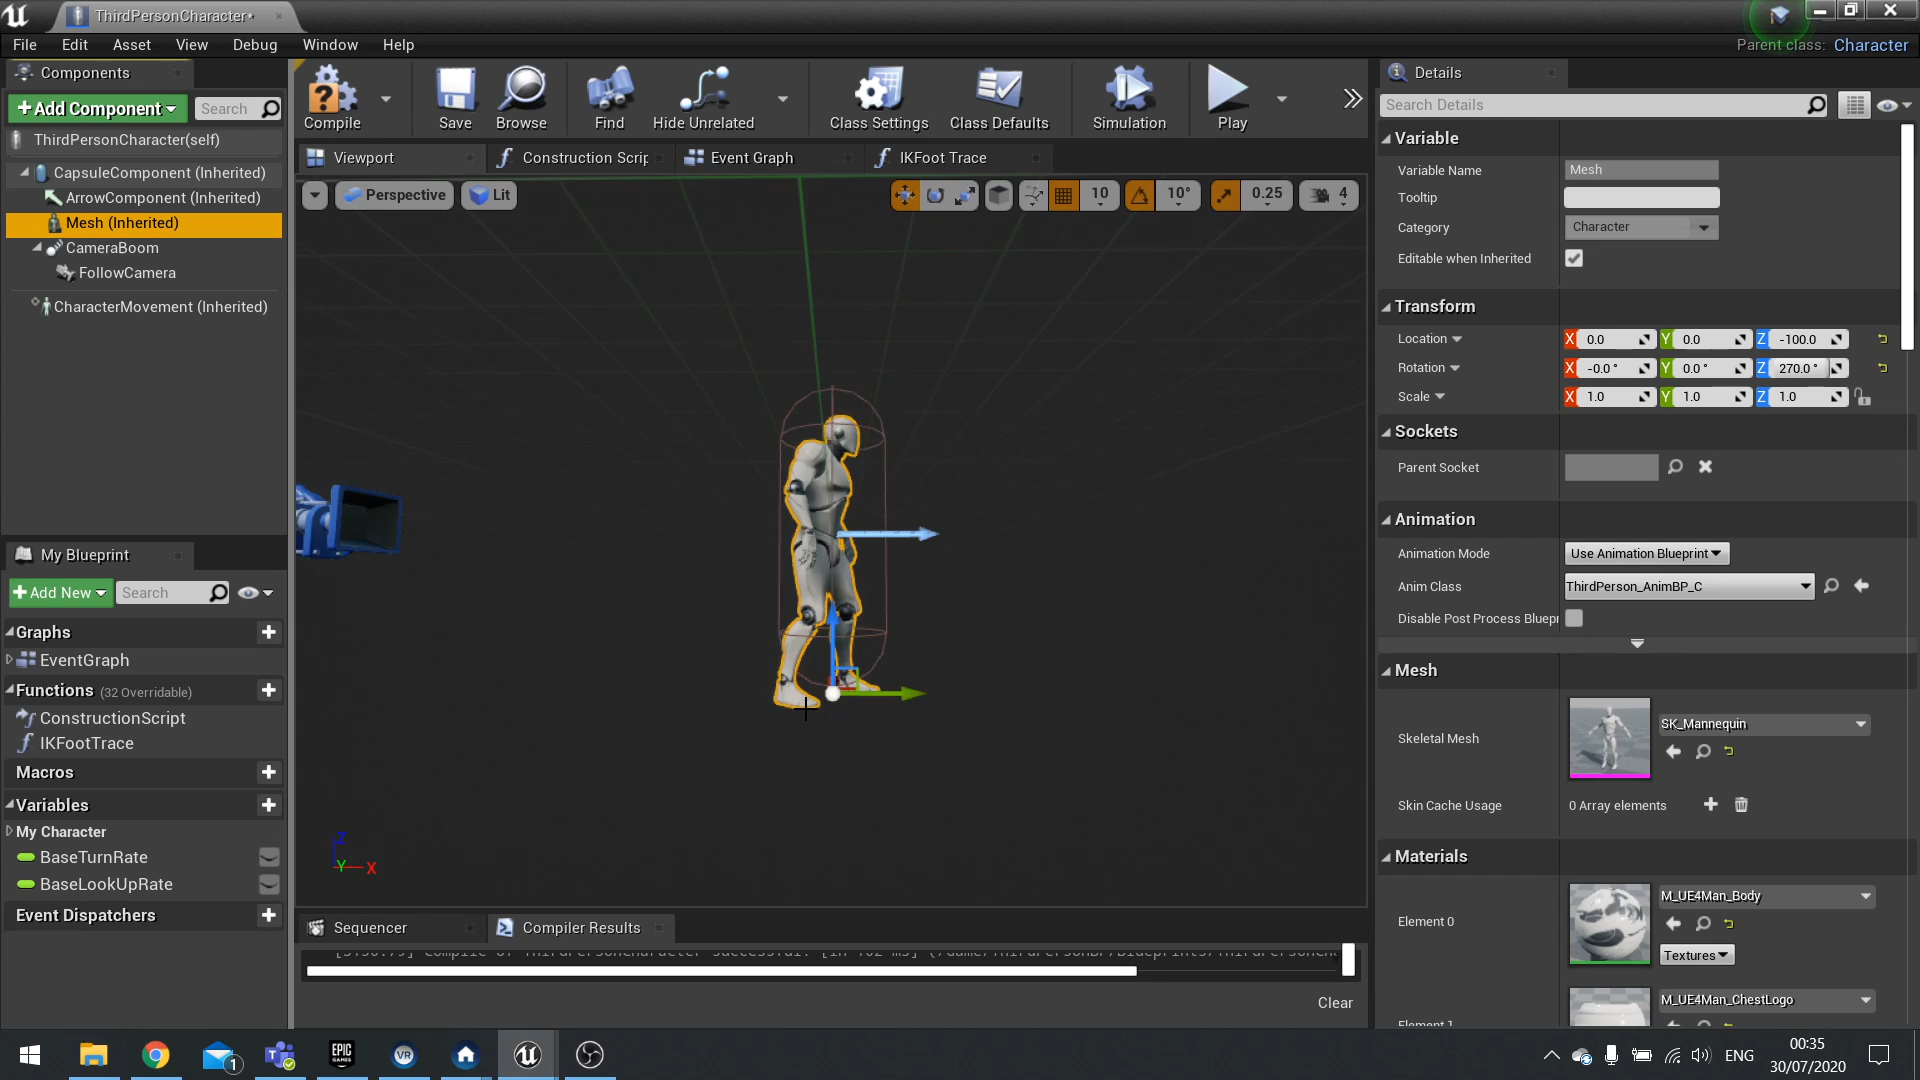 ThirdPersonCharacter*
File Edit Asset View Debug Window Help
Parent class: Character
Components
+Add Component
Search
ThirdPersonCharacter(self)
CapsuleComponent (Inherited)
ArrowComponent (Inherited)
Mesh (Inherited)
CameraBoom
FollowCamera
CharacterMovement (Inherited)
My Blueprint
+Add New
Search
Graphs
EventGraph
Functions (32 Overridable)
ConstructionScript
IKFootTrace
Macros
Variables
My Character
BaseTurnRate
BaseLookUpRate
Event Dispatchers
Compile
Save
Browse
Find
Hide Unrelated
Class Settings
Class Defaults
Simulation
Play
Viewport
Construction Scrip
Event Graph
IKFoot Trace
Perspective
Lit
10
10°
0.25
4
Z
Y X
Sequencer
Compiler Results
Clear
Details
Search Details
Variable
Variable Name Mesh
Tooltip
Category Character
Editable when Inherited
Transform
Location X 0.0 Y 0.0 Z -100.0
Rotation X -0.0 ° Y 0.0 ° Z 270.0 °
Scale X 1.0 Y 1.0 Z 1.0
Sockets
Parent Socket
Animation
Animation Mode Use Animation Blueprint
Anim Class ThirdPerson_AnimBP_C
Disable Post Process Bluepr
Mesh
Skeletal Mesh SK_Mannequin
Skin Cache Usage 0 Array elements
Materials
Element 0 M_UE4Man_Body
Textures
M_UE4Man_ChestLogo
Element 1
1
EPIC
GAMES
VR
ENG
00:35
30/07/2020